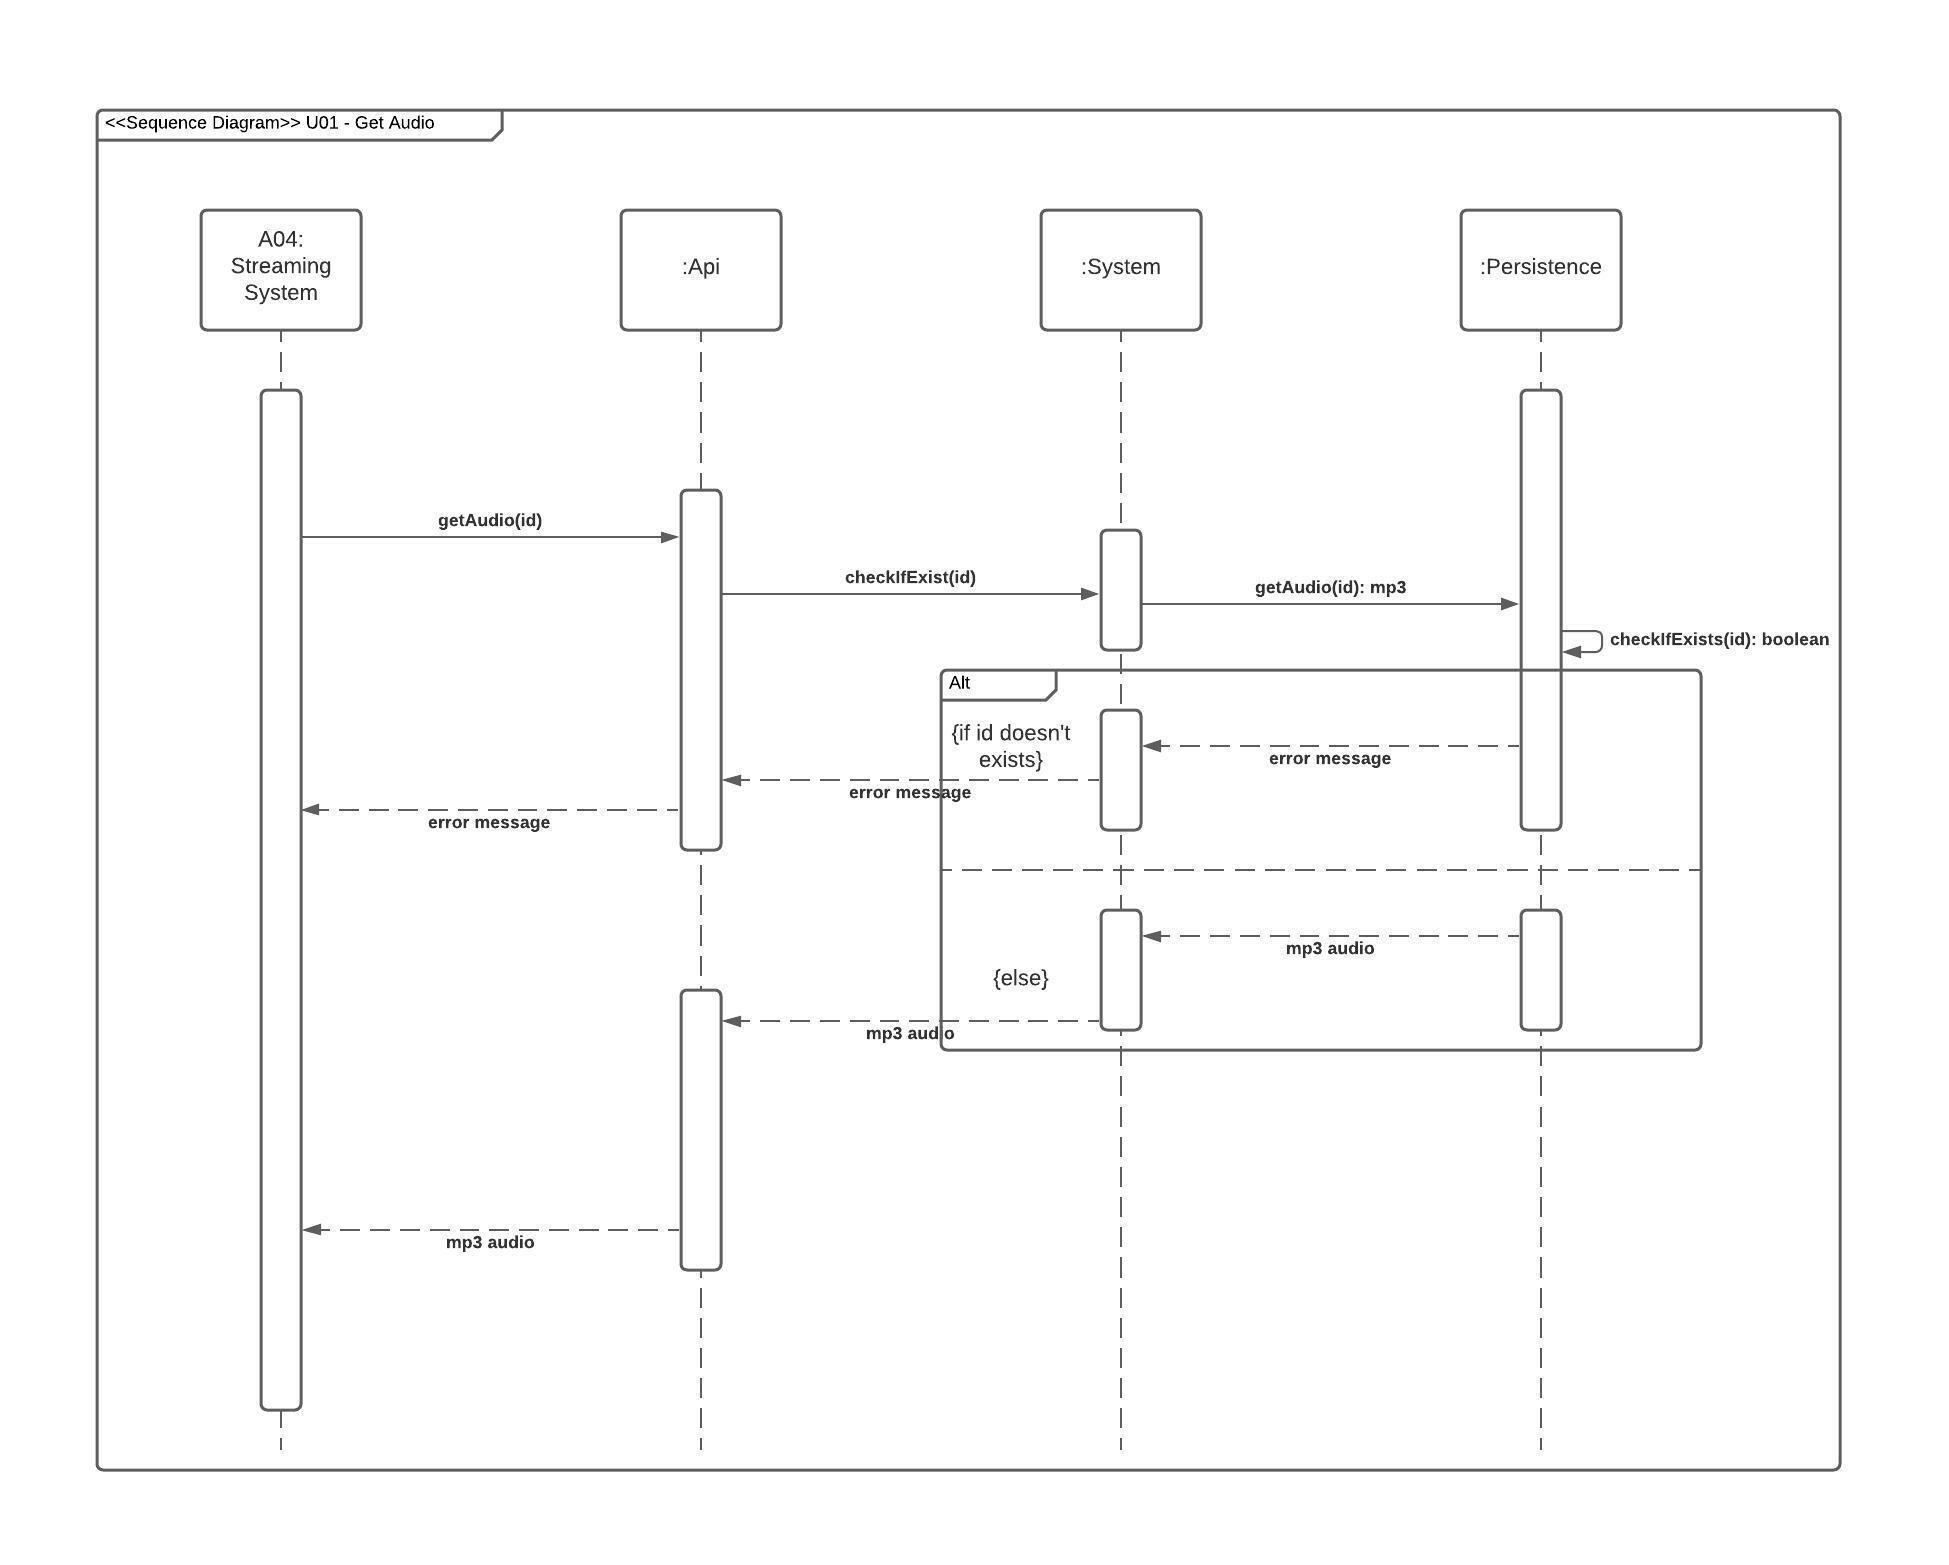 <<Sequence Diagram>> U01 - Get Audio
A04:
Streaming
System
:Api
:System
:Persistence
getAudio(id)
checkIfExist(id)
getAudio(id): mp3
checkIfExists(id): boolean
Alt
{if id doesn't
exists}
error message
error message
error message
mp3 audio
{else}
mp3 audio
mp3 audio